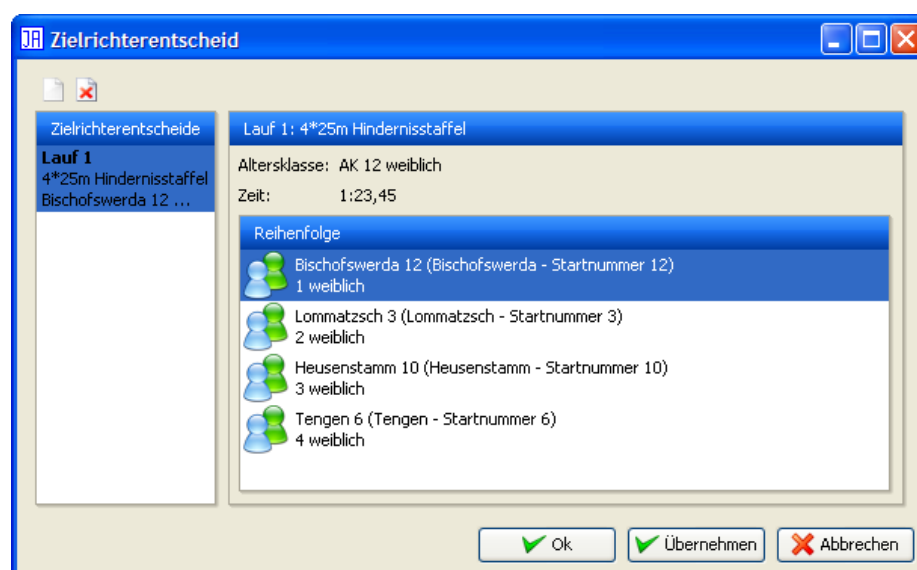 JA Zielrichterentscheid
Zielrichterentscheide
Lauf 1
4*25m Hindernisstaffel
Bischofswerda 12 ...
Lauf 1: 4*25m Hindernisstaffel
Altersklasse: AK 12 weiblich
Zeit: 1:23,45
Reihenfolge
Bischofswerda 12 (Bischofswerda - Startnummer 12)
1 weiblich
Lommatzsch 3 (Lommatzsch - Startnummer 3)
2 weiblich
Heusenstamm 10 (Heusenstamm - Startnummer 10)
3 weiblich
Tengen 6 (Tengen - Startnummer 6)
4 weiblich
Ok
Übernehmen
Abbrechen